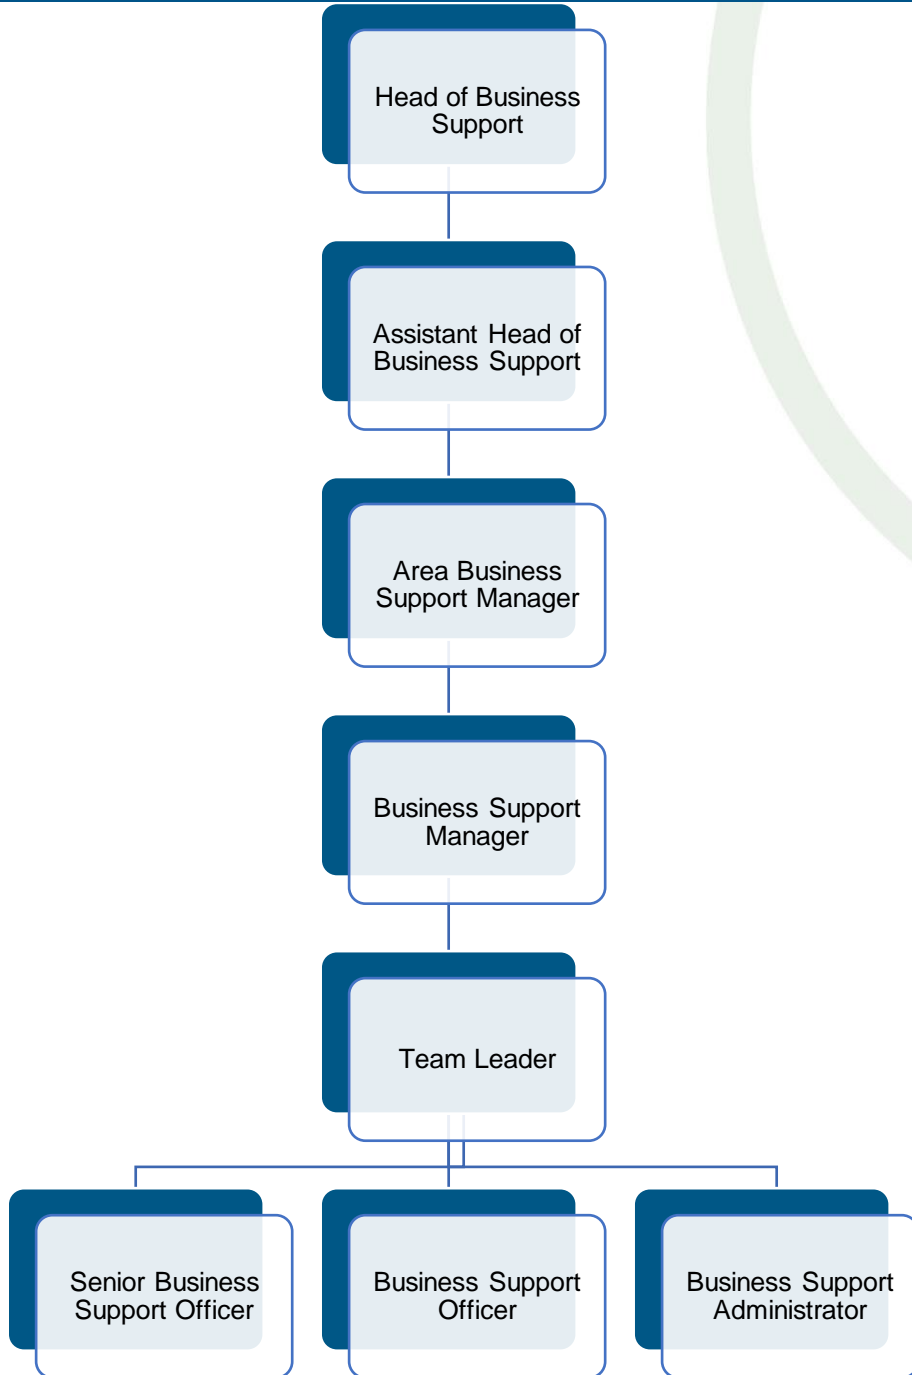 Head of Business
Support
Assistant Head of
Business Support
Area Business
Support Manager
Business Support
Manager
Team Leader
Senior Business
Support Officer
Business Support
Officer
Business Support
Administrator